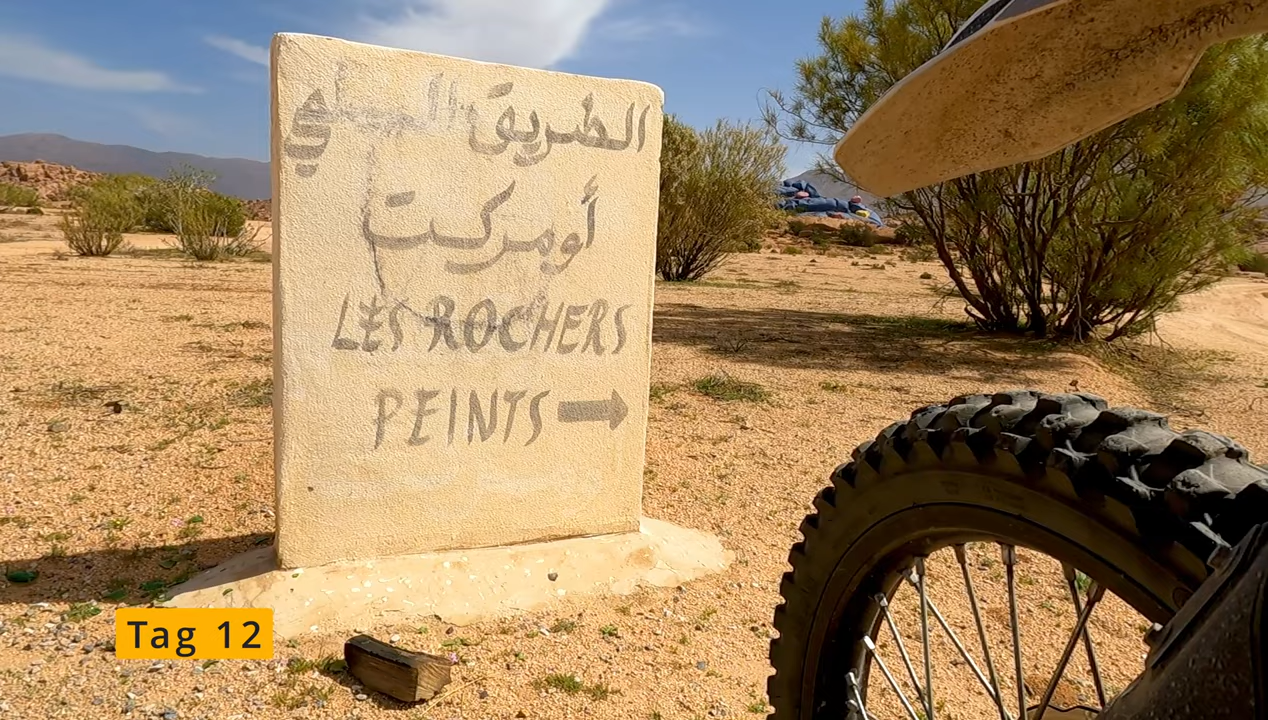 الطريق
أومركت
LES ROCHERS
PEINTS →
Tag 12